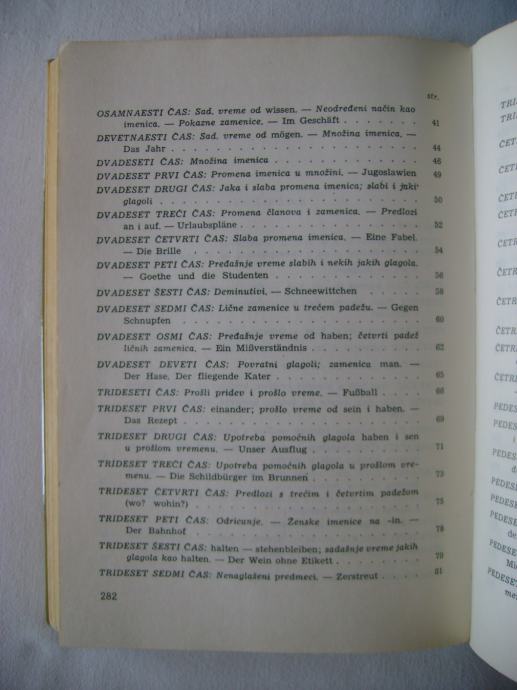 str.
OSAMNAESTI ČAS: Sad. vreme od wissen. — Neodređeni način kao
imenica. — Pokazne zamenice. — Im Geschäft . . . . . . 41
DEVETNAESTI ČAS: Sad. vreme od mögen. — Množina imenica. —
Das Jahr . . . . . . . . . . . . . . . . . 44
DVADESETI ČAS: Množina imenica . . . . . . . . . . 46
DVADESET PRVI ČAS: Promena imenica u množini. — Jugoslawien 49
DVADESET DRUGI ČAS: Jaka i slaba promena imenica; slabi i jaki
glagoli . . . . . . . . . . . . . . . . . . 50
DVADESET TREĆI ČAS: Promena članova i zamenica. — Predlozi
an i auf. — Urlaubspläne . . . . . . . . . . . . 52
DVADESET ČETVRTI ČAS: Slaba promena imenica. — Eine Fabel.
— Die Brille . . . . . . . . . . . . . . . . 54
DVADESET PETI ČAS: Pređašnje vreme slabih i nekih jakih glagola.
— Goethe und die Studenten . . . . . . . . . . . 56
DVADESET ŠESTI ČAS: Deminutivi. — Schneewittchen . . . . 58
DVADESET SEDMI ČAS: Lične zamenice u trećem padežu. — Gegen
Schnupfen . . . . . . . . . . . . . . . . . 60
DVADESET OSMI ČAS: Pređašnje vreme od haben; četvrti padež
ličnih zamenica. — Ein Mißverständnis . . . . . . . . 62
DVADESET DEVETI ČAS: Povratni glagoli; zamenica man. —
Der Hase, Der fliegende Kater . . . . . . . . . . 65
TRIDESETI ČAS: Prošli pridev i prošlo vreme. — Fußball . . . 66
TRIDESET PRVI ČAS: einander; prošlo vreme od sein i haben. —
Das Rezept . . . . . . . . . . . . . . . . . 69
TRIDESET DRUGI ČAS: Upotreba pomoćnih glagola haben i sen
u prošlom vremenu. — Unser Ausflug . . . . . . . . 71
TRIDESET TREĆI ČAS: Upotreba pomoćnih glagola u prošlom vre-
menu. — Die Schildbürger im Brunnen . . . . . . . . 73
TRIDESET ČETVRTI ČAS: Predlozi s trećim i četvrtim padežom
(wo? wohin?) . . . . . . . . . . . . . . . . 75
TRIDESET PETI ČAS: Odricanje. — Ženske imenice na -in. —
Der Bahnhof . . . . . . . . . . . . . . . . 78
TRIDESET ŠESTI ČAS: halten — stehenbleiben; sadašnje vreme jakih
glagola kao halten. — Der Wein ohne Etikett . . . . . . 79
TRIDESET SEDMI ČAS: Nenaglašeni predmeci. — Zerstreut . . . 81
282